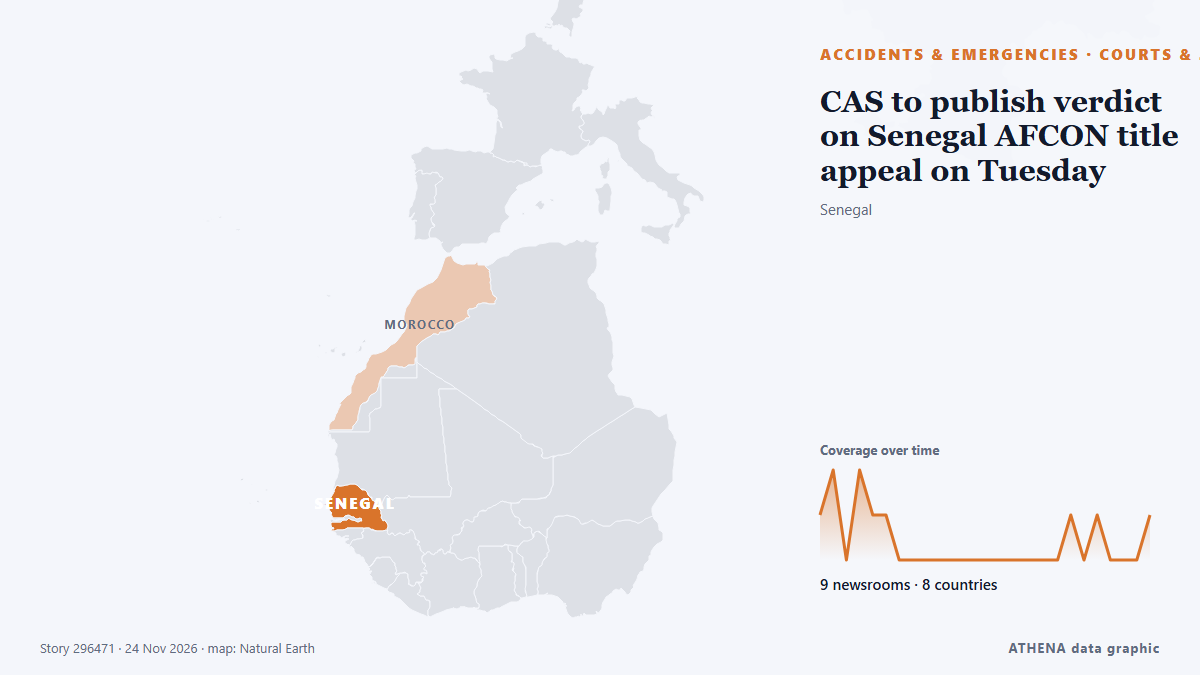 ACCIDENTS & EMERGENCIES · COURTS &
CAS to publish verdict
on Senegal AFCON title
appeal on Tuesday
Senegal
MOROCCO
SENEGAL
Coverage over time
9 newsrooms · 8 countries
Story 296471 · 24 Nov 2026 · map: Natural Earth
ATHENA data graphic